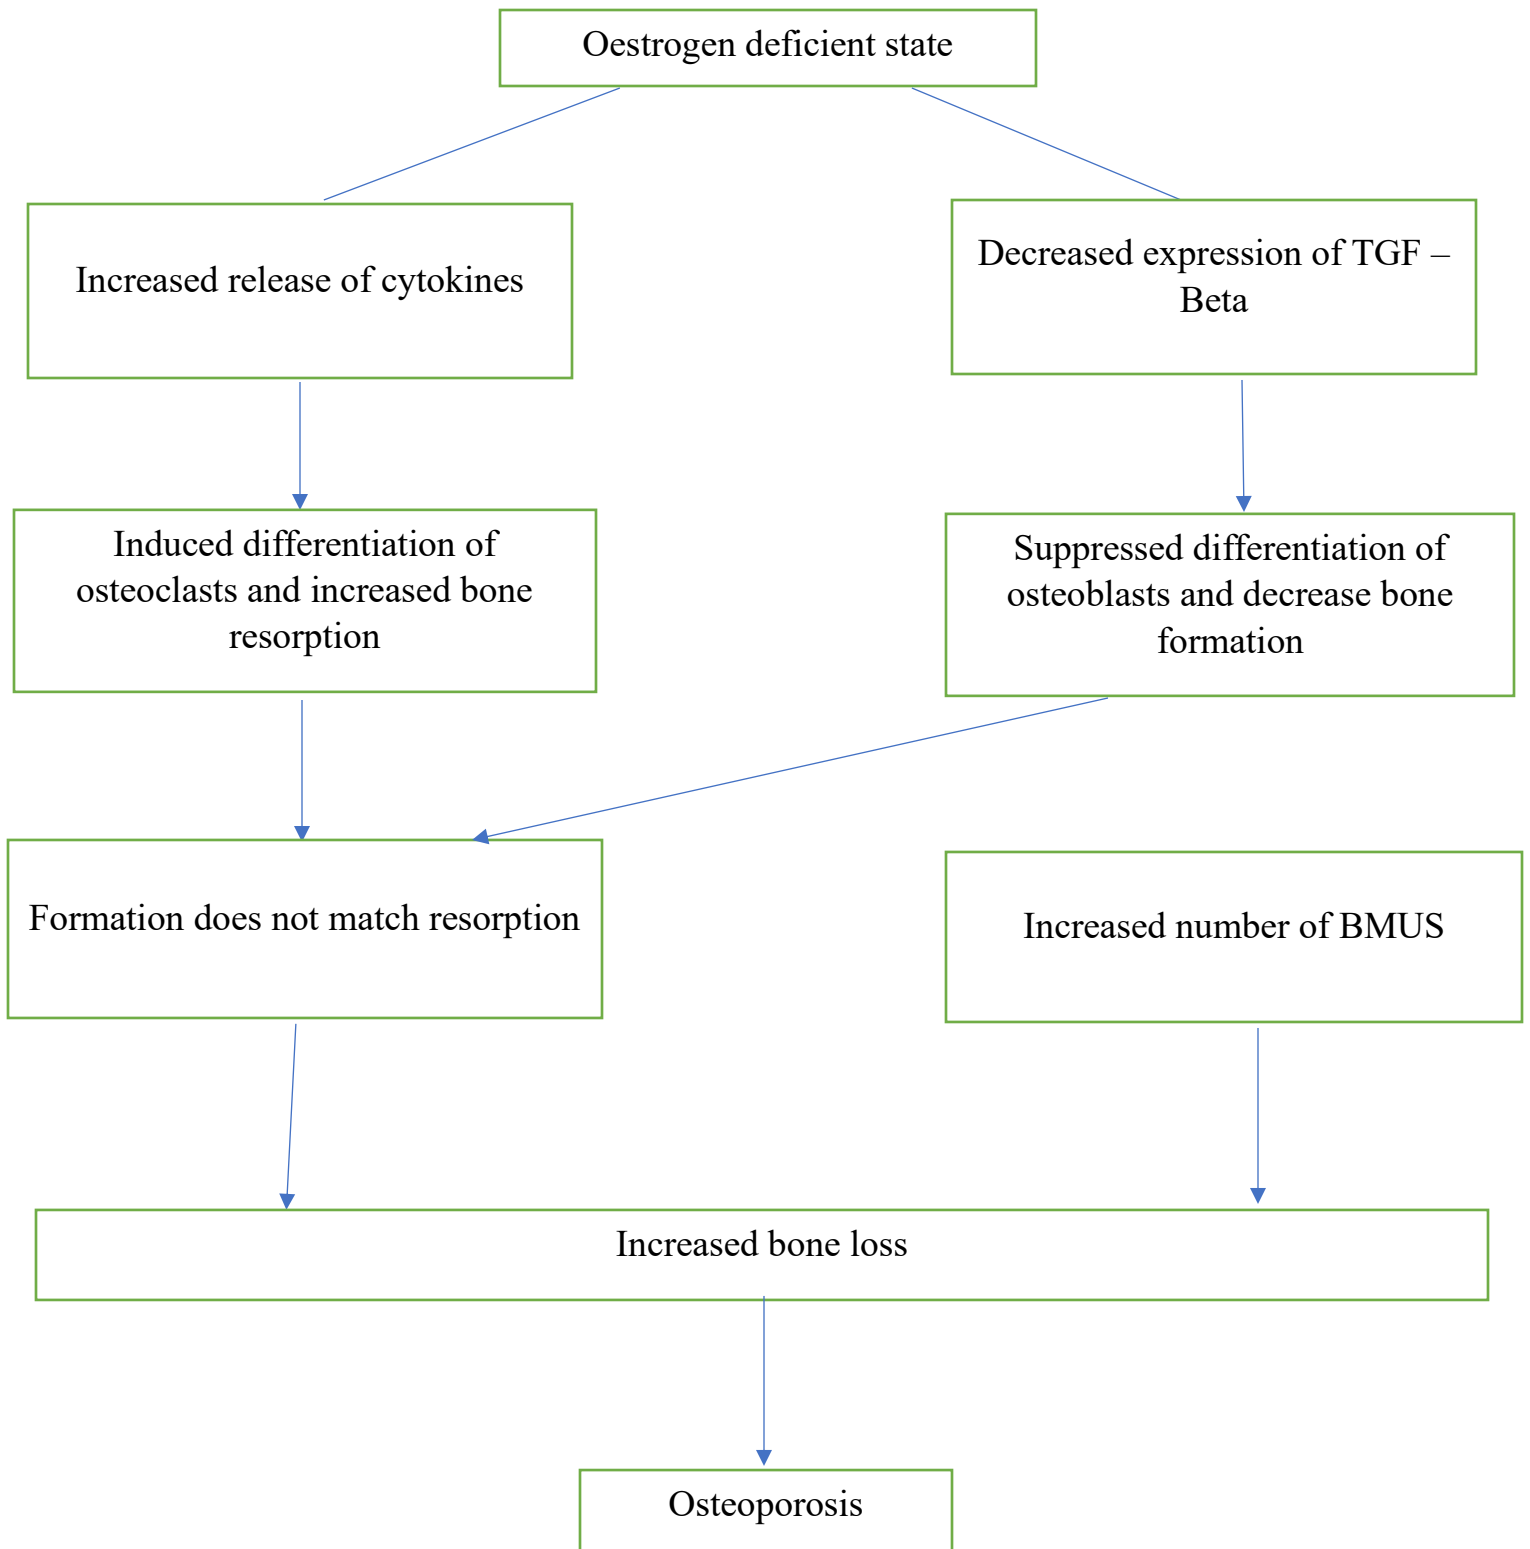 Oestrogen deficient state
Increased release of cytokines
Decreased expression of TGF –
Beta
Induced differentiation of
osteoclasts and increased bone
resorption
Suppressed differentiation of
osteoblasts and decrease bone
formation
Formation does not match resorption
Increased number of BMUS
Increased bone loss
Osteoporosis